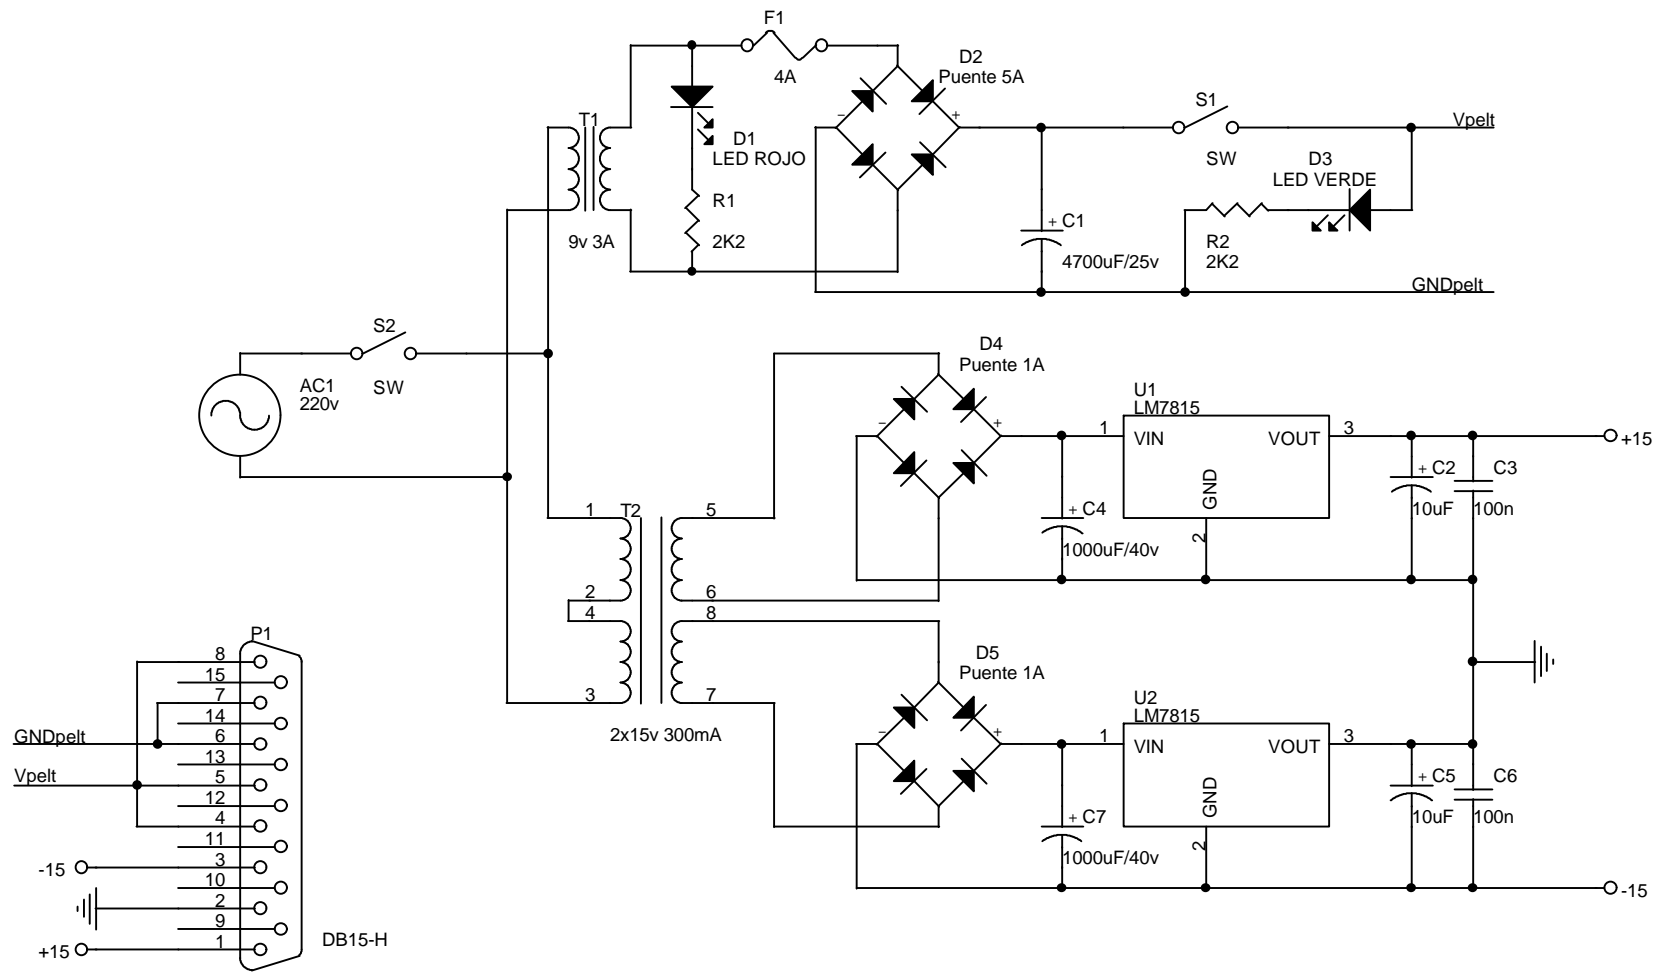 F1
4A
D2
Puente 5A
T1
9v 3A
D1
LED ROJO
R1
2K2
+ C1
4700uF/25v
S1
SW
D3
LED VERDE
R2
2K2
Vpelt
GNDpelt
- +
S2
SW
AC1
220v
D4
Puente 1A
- +
U1
LM7815
1 VIN VOUT 3
GND
2
+ C4
1000uF/40v
+ C2
10uF
C3
100n
+15
1 T2 5
2 6
4 8
3 7
2x15v 300mA
D5
Puente 1A
- +
U2
LM7815
1 VIN VOUT 3
GND
2
+ C7
1000uF/40v
+ C5
10uF
C6
100n
-15
P1
8
15
7
14
GNDpelt 6
13
Vpelt 5
12
4
11
-15 3
10
2
9
+15 1
DB15-H